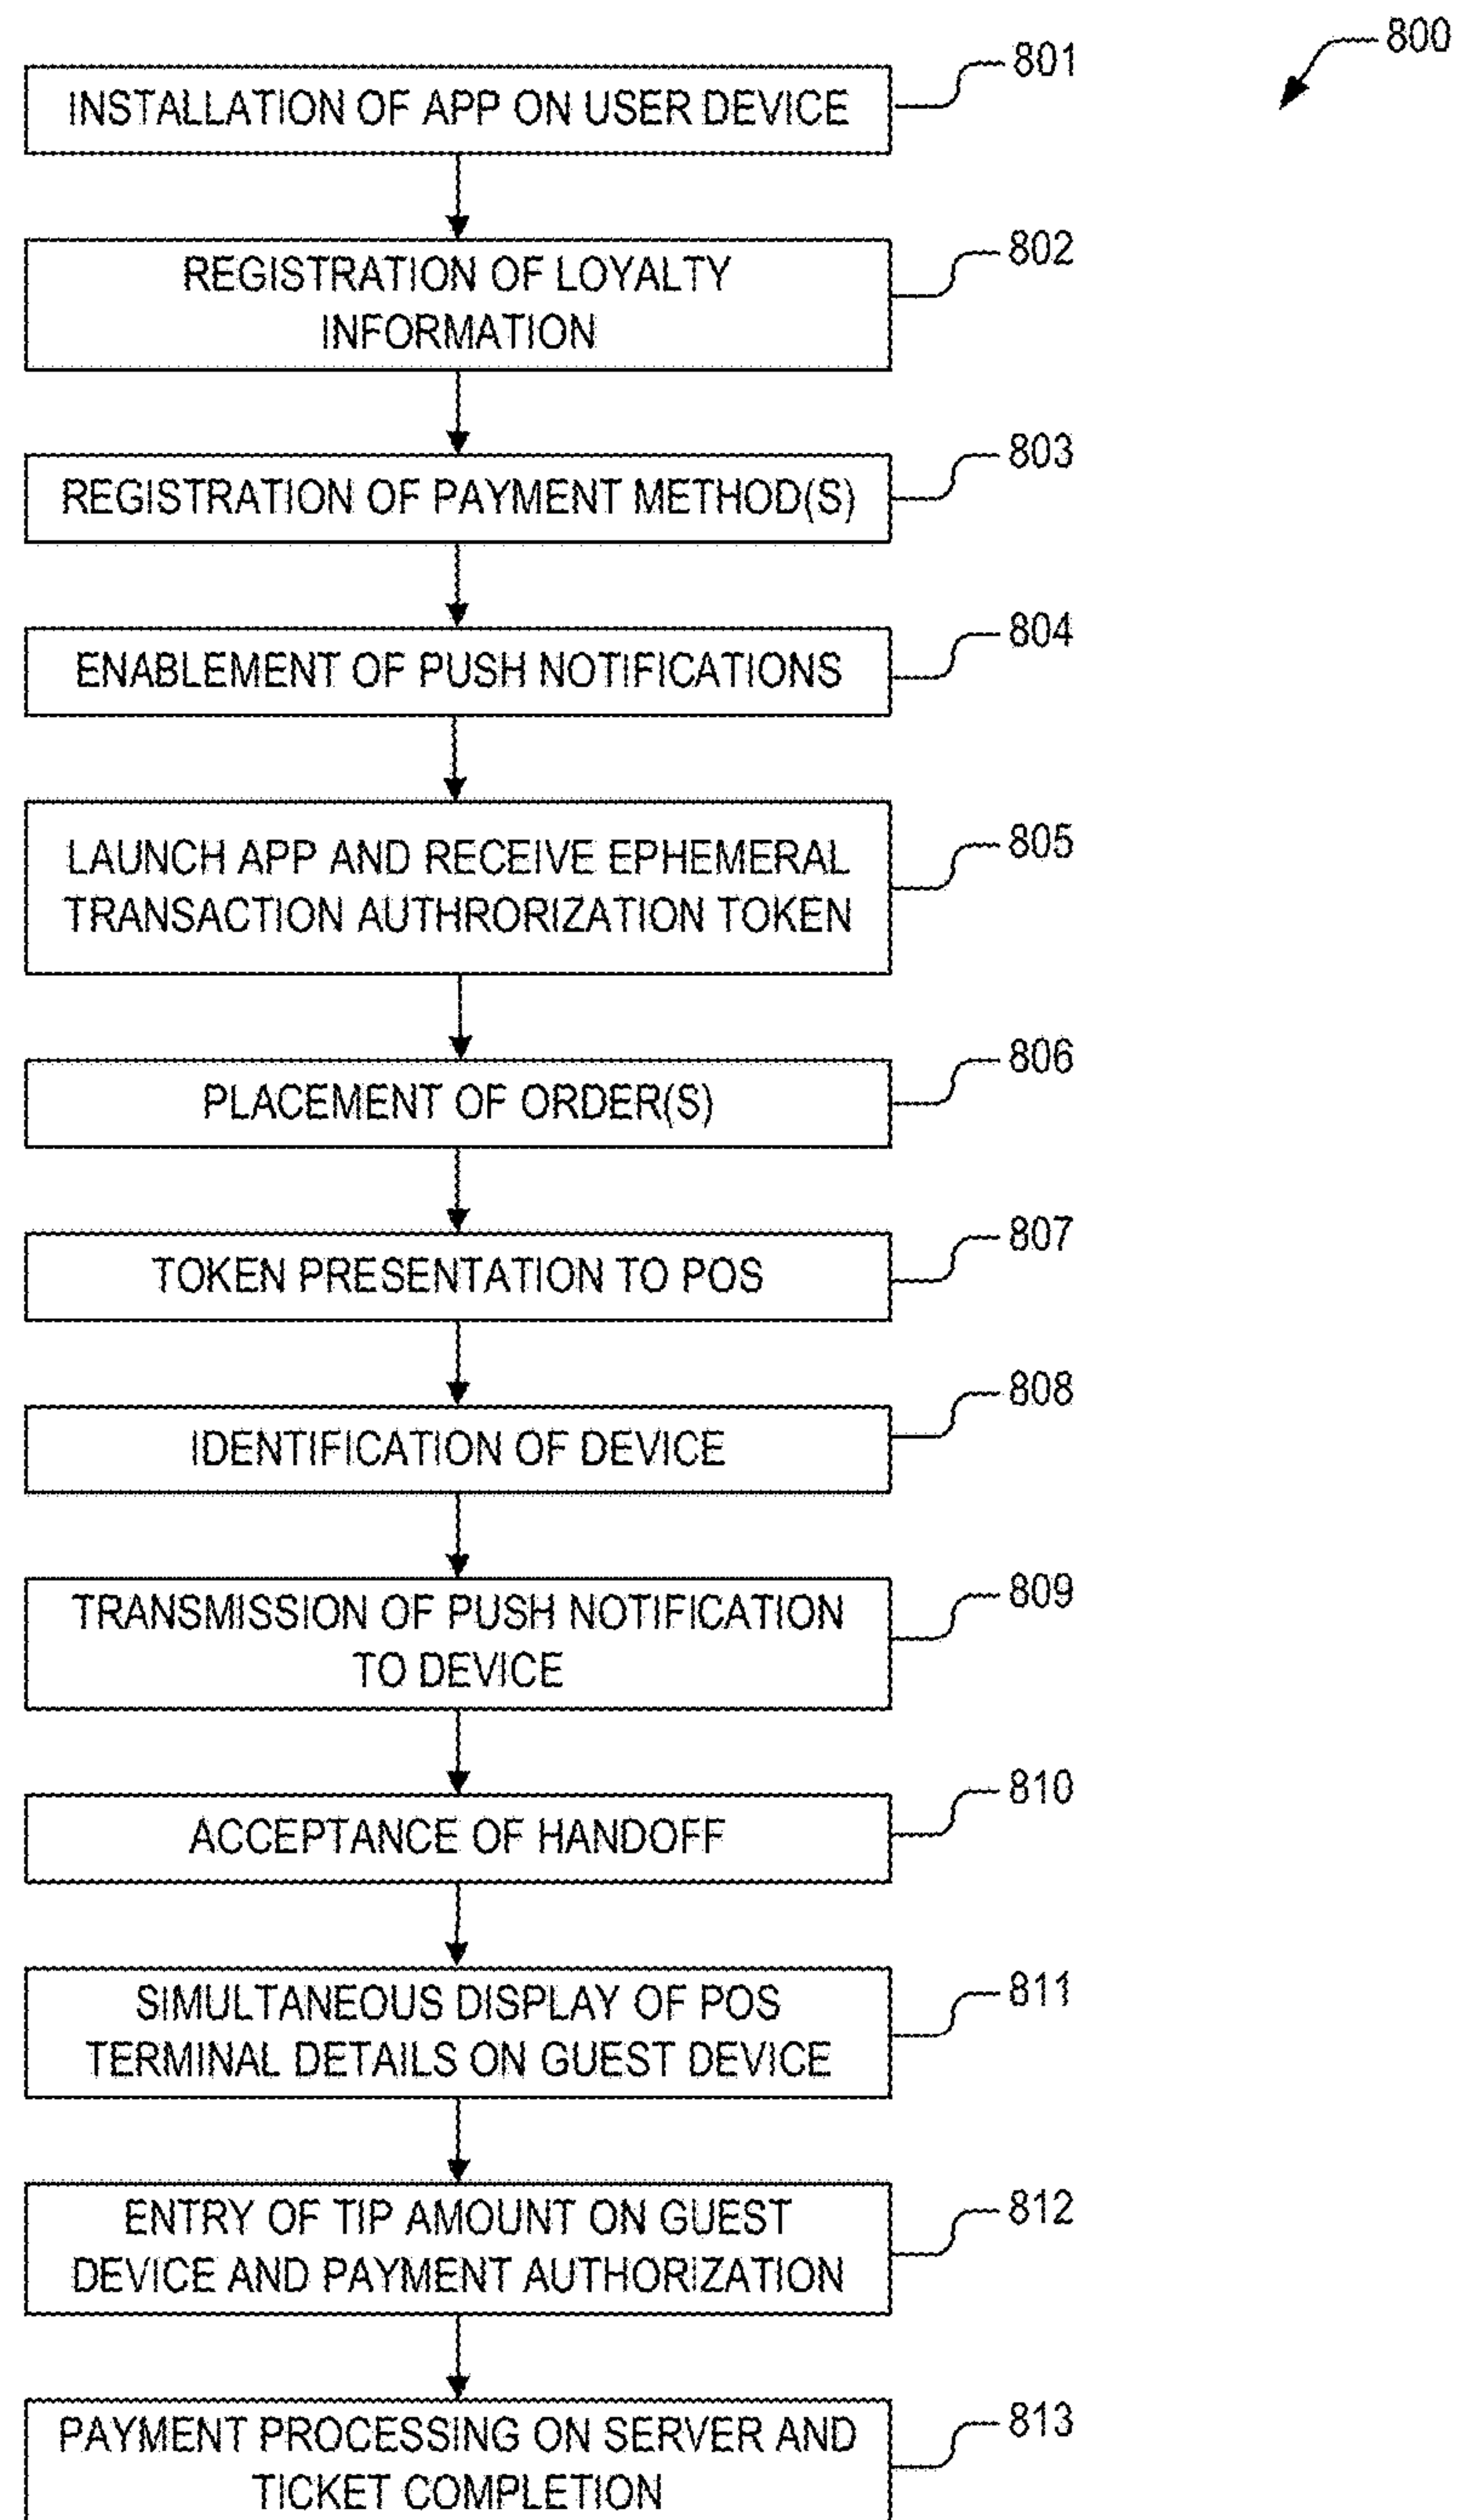 800
801
INSTALLATION OF APP ON USER DEVICE
802
REGISTRATION OF LOYALTY
INFORMATION
803
REGISTRATION OF PAYMENT METHOD(S)
804
ENABLEMENT OF PUSH NOTIFICATIONS
805
LAUNCH APP AND RECEIVE EPHEMERAL
TRANSACTION AUTHRORIZATION TOKEN
806
PLACEMENT OF ORDER(S)
807
TOKEN PRESENTATION TO POS
808
IDENTIFICATION OF DEVICE
809
TRANSMISSION OF PUSH NOTIFICATION
TO DEVICE
810
ACCEPTANCE OF HANDOFF
811
SIMULTANEOUS DISPLAY OF POS
TERMINAL DETAILS ON GUEST DEVICE
812
ENTRY OF TIP AMOUNT ON GUEST
DEVICE AND PAYMENT AUTHORIZATION
813
PAYMENT PROCESSING ON SERVER AND
TICKET COMPLETION